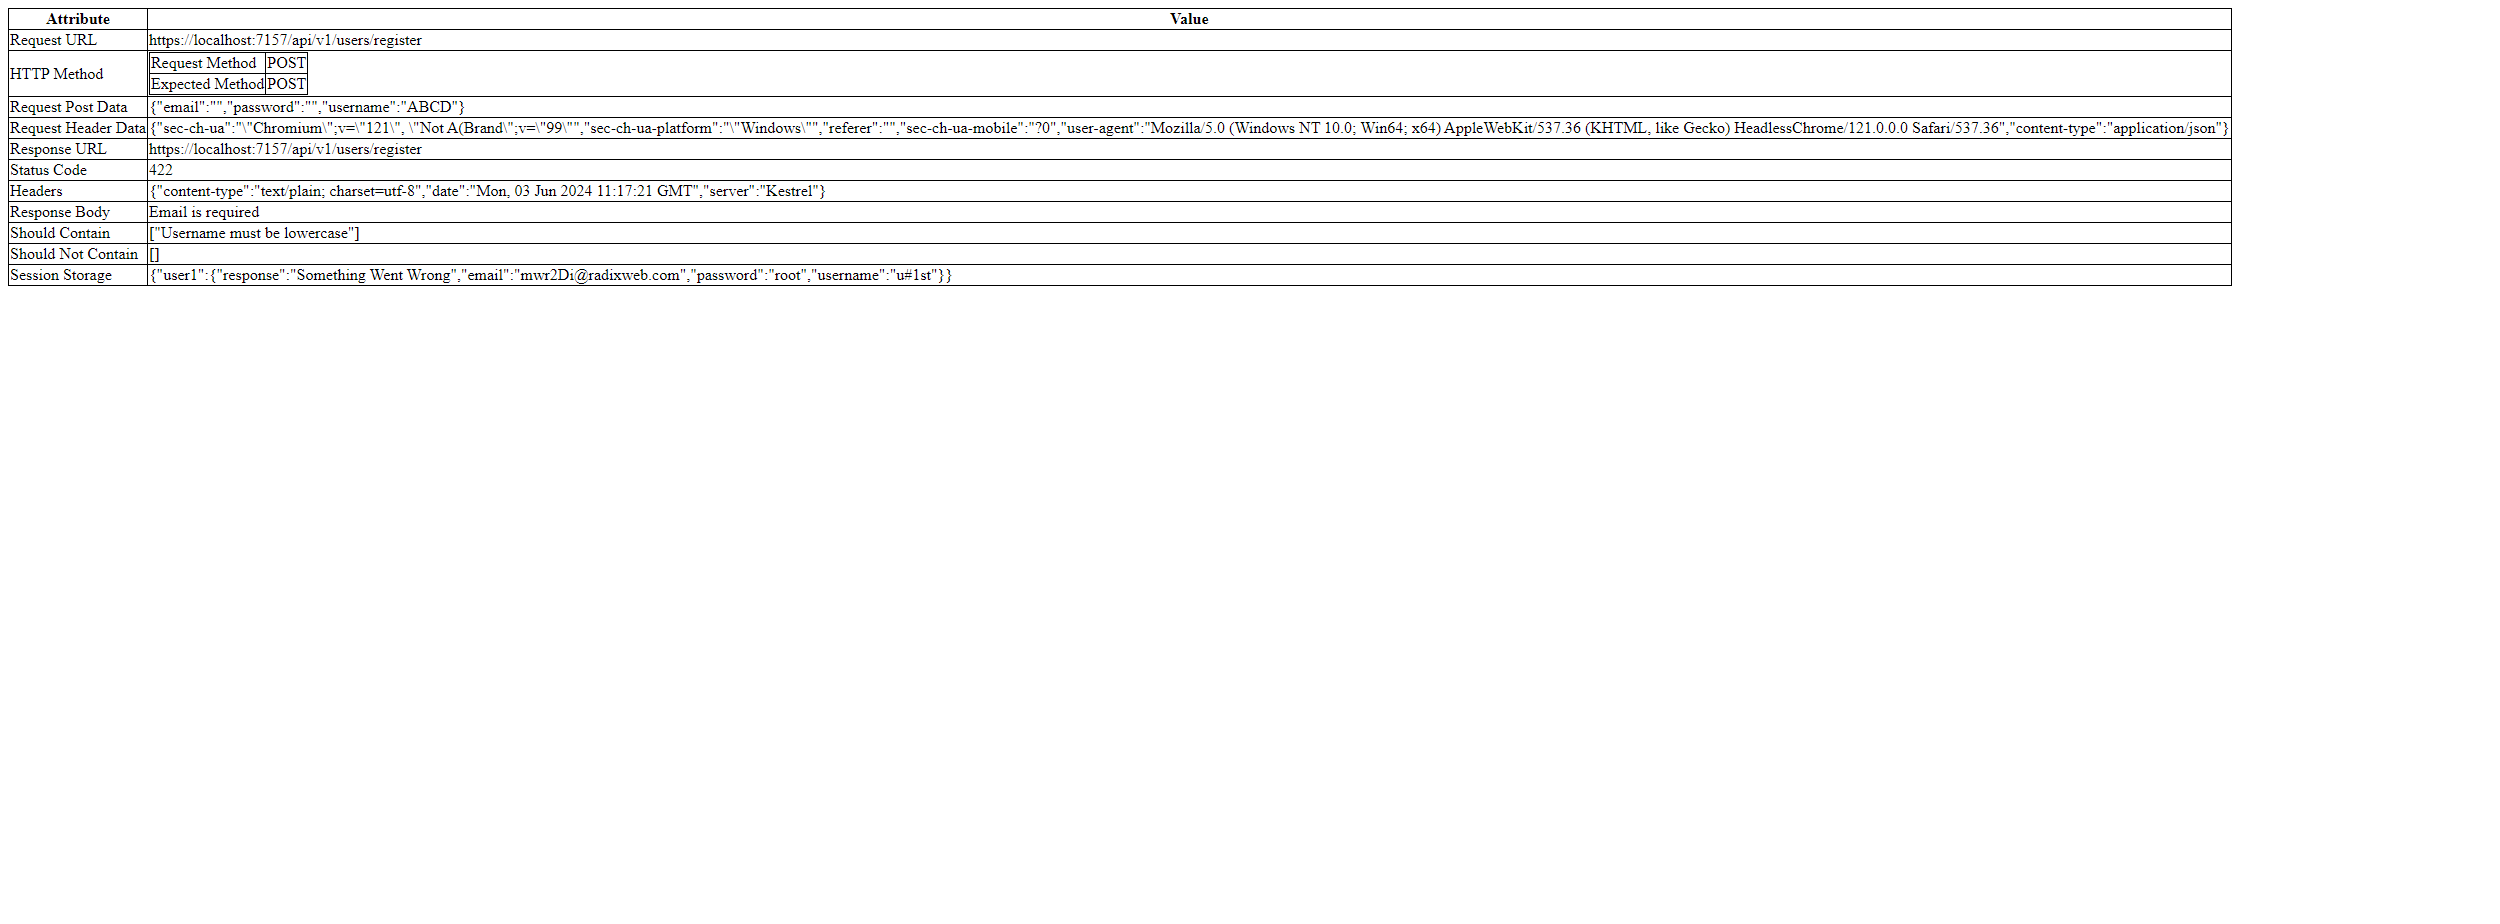 Attribute Value
Request URL https://localhost:7157/api/v1/users/register
HTTP Method
Request Method POST
Expected Method POST
Request Post Data {"email":"","password":"","username":"ABCD"}
Request Header Data {"sec-ch-ua":"\"Chromium\";v=\"121\", \"Not A(Brand\";v=\"99\"","sec-ch-ua-platform":"\"Windows\"","referer":"","sec-ch-ua-mobile":"?0","user-agent":"Mozilla/5.0 (Windows NT 10.0; Win64; x64) AppleWebKit/537.36 (KHTML, like Gecko) HeadlessChrome/121.0.0.0 Safari/537.36","content-type":"application/json"}
Response URL https://localhost:7157/api/v1/users/register
Status Code 422
Headers {"content-type":"text/plain; charset=utf-8","date":"Mon, 03 Jun 2024 11:17:21 GMT","server":"Kestrel"}
Response Body Email is required
Should Contain ["Username must be lowercase"]
Should Not Contain []
Session Storage {"user1":{"response":"Something Went Wrong","email":"mwr2Di@radixweb.com","password":"root","username":"u#1st"}}